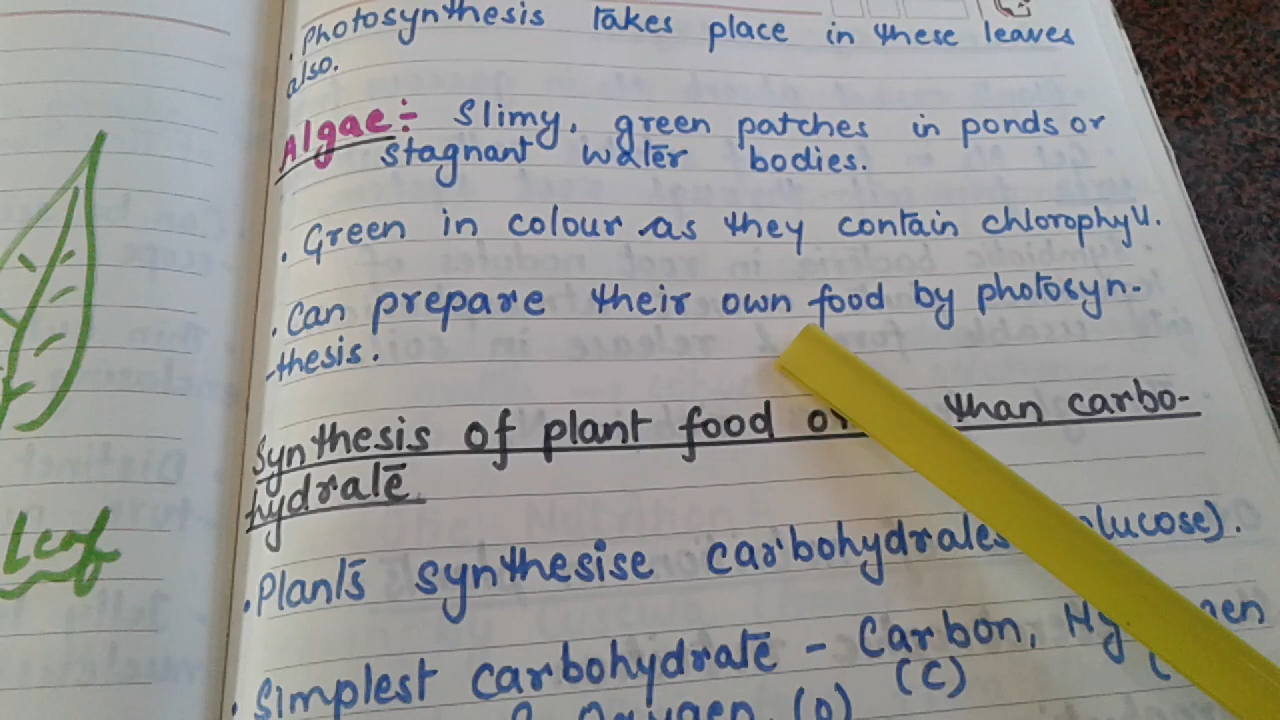 . Photosynthesis takes place in these leaves
also.
Algae:- Slimy, green patches in ponds or
stagnant water bodies.
. Green in colour as they contain chlorophyll.
. Can prepare their own food by photosyn-
-thesis.
Synthesis of plant food than carbo-
hydrate
. Plants synthesise carbohydrates glucose).
. Simplest carbohydrate - Carbon,
(C)
Oxygen (O)
Leaf